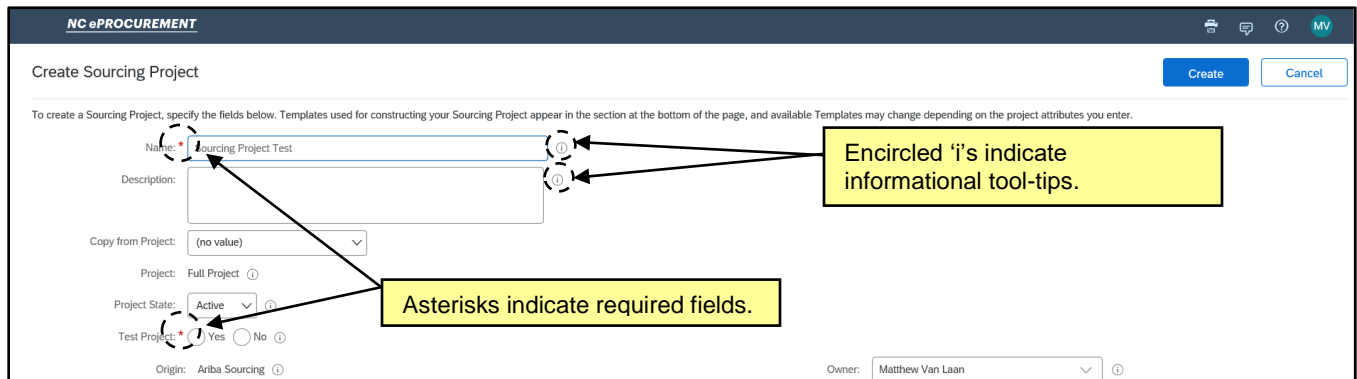 NC ePROCUREMENT
MV
Create Sourcing Project
Create
Cancel
To create a Sourcing Project, specify the fields below. Templates used for constructing your Sourcing Project appear in the section at the bottom of the page, and available Templates may change depending on the project attributes you enter.
Name: * Sourcing Project Test
Encircled ‘i’s indicate
informational tool-tips.
Description:
Copy from Project: (no value)
Project: Full Project
Asterisks indicate required fields.
Project State: Active
Test Project: * Yes No
Origin: Ariba Sourcing
Owner: Matthew Van Laan